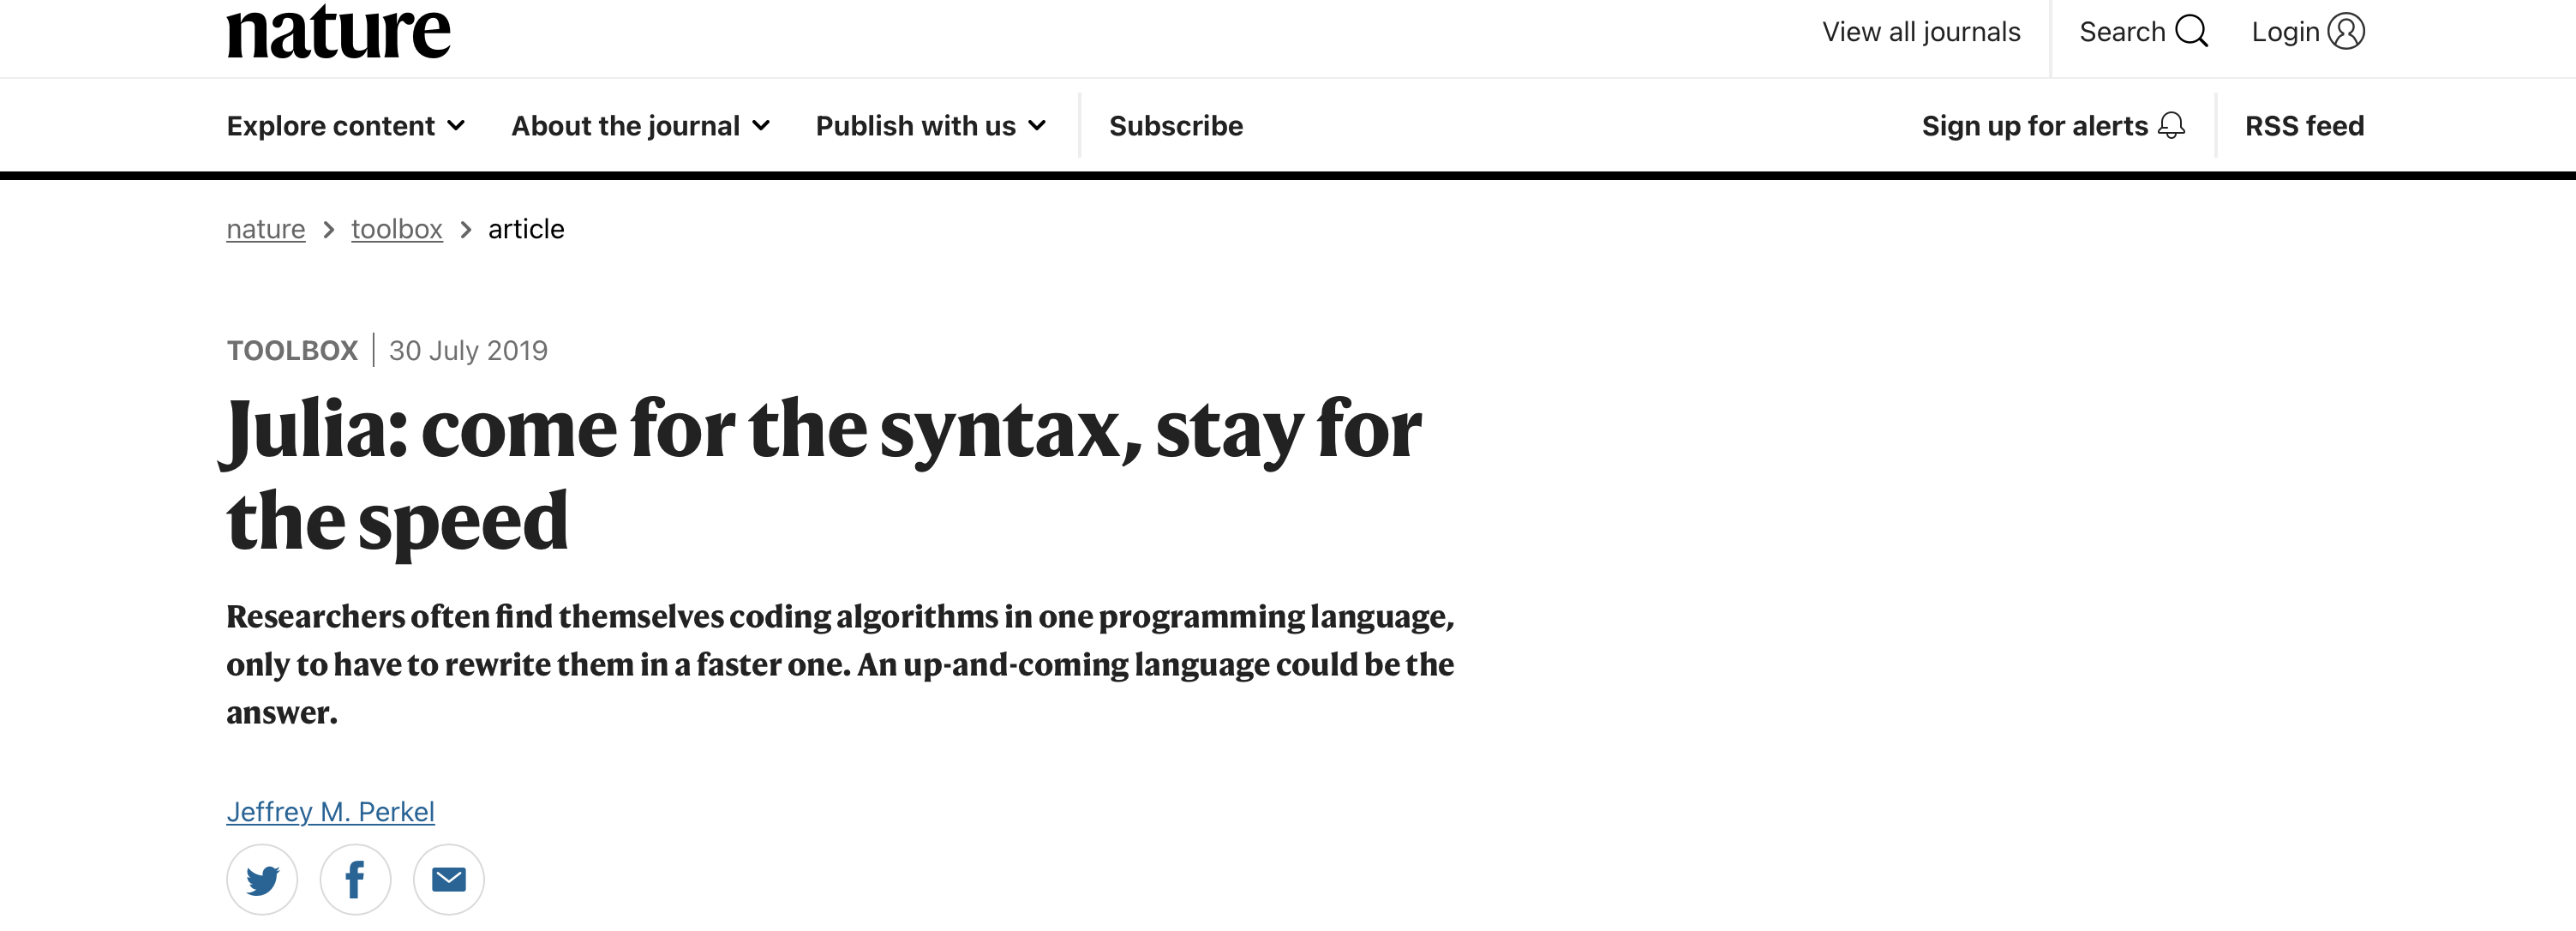 nature
View all journals Search Login
Explore content About the journal Publish with us Subscribe Sign up for alerts RSS feed
nature > toolbox > article
TOOLBOX | 30 July 2019
Julia: come for the syntax, stay for
the speed
Researchers often find themselves coding algorithms in one programming language,
only to have to rewrite them in a faster one. An up-and-coming language could be the
answer.
Jeffrey M. Perkel